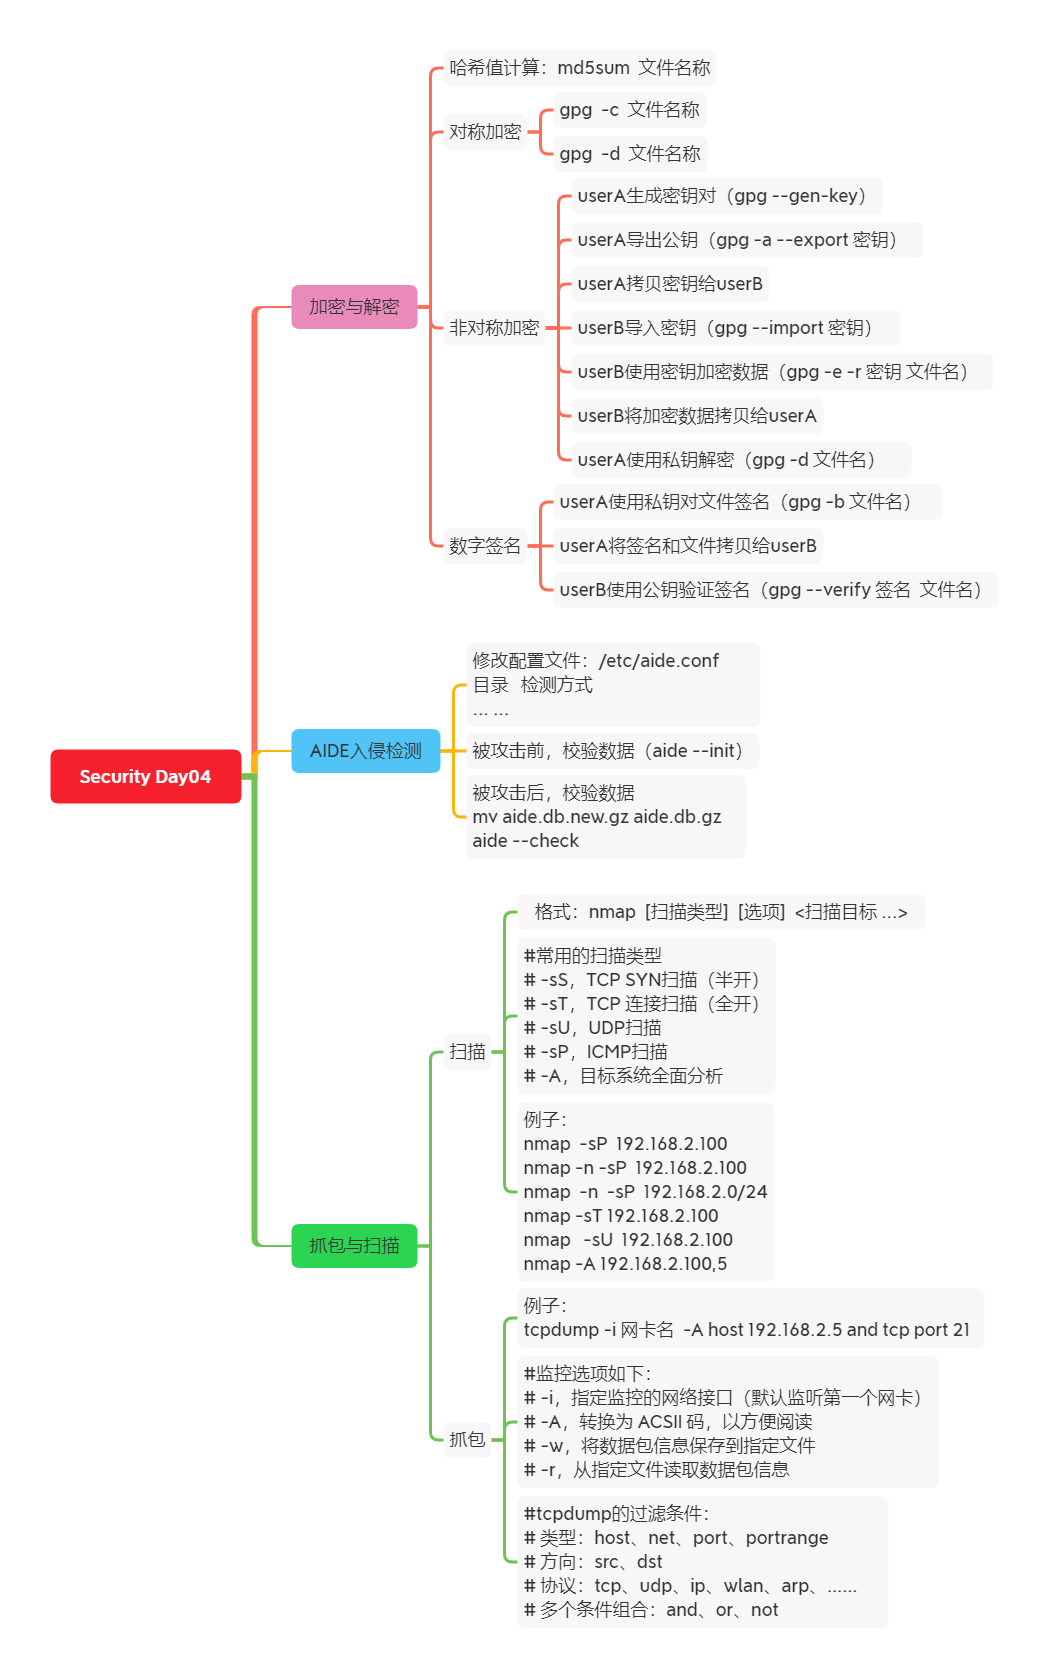 Security Day04
加密与解密
哈希值计算：md5sum 文件名称
对称加密
gpg -c 文件名称
gpg -d 文件名称
非对称加密
userA生成密钥对（gpg --gen-key）
userA导出公钥（gpg -a --export 密钥）
userA拷贝密钥给userB
userB导入密钥（gpg --import 密钥）
userB使用密钥加密数据（gpg -e -r 密钥 文件名）
userB将加密数据拷贝给userA
userA使用私钥解密（gpg -d 文件名）
数字签名
userA使用私钥对文件签名（gpg -b 文件名）
userA将签名和文件拷贝给userB
userB使用公钥验证签名（gpg --verify 签名 文件名）
AIDE入侵检测
修改配置文件：/etc/aide.conf
目录 检测方式
... ...
被攻击前，校验数据（aide --init）
被攻击后，校验数据
mv aide.db.new.gz aide.db.gz
aide --check
抓包与扫描
扫描
格式：nmap [扫描类型] [选项] <扫描目标 ...>
#常用的扫描类型
# -sS，TCP SYN扫描（半开）
# -sT，TCP 连接扫描（全开）
# -sU，UDP扫描
# -sP，ICMP扫描
# -A，目标系统全面分析
例子：
nmap -sP 192.168.2.100
nmap -n -sP 192.168.2.100
nmap -n -sP 192.168.2.0/24
nmap -sT 192.168.2.100
nmap -sU 192.168.2.100
nmap -A 192.168.2.100,5
抓包
例子：
tcpdump -i 网卡名 -A host 192.168.2.5 and tcp port 21
#监控选项如下：
# -i，指定监控的网络接口（默认监听第一个网卡）
# -A，转换为 ACSII 码，以方便阅读
# -w，将数据包信息保存到指定文件
# -r，从指定文件读取数据包信息
#tcpdump的过滤条件：
# 类型：host、net、port、portrange
# 方向：src、dst
# 协议：tcp、udp、ip、wlan、arp、……
# 多个条件组合：and、or、not